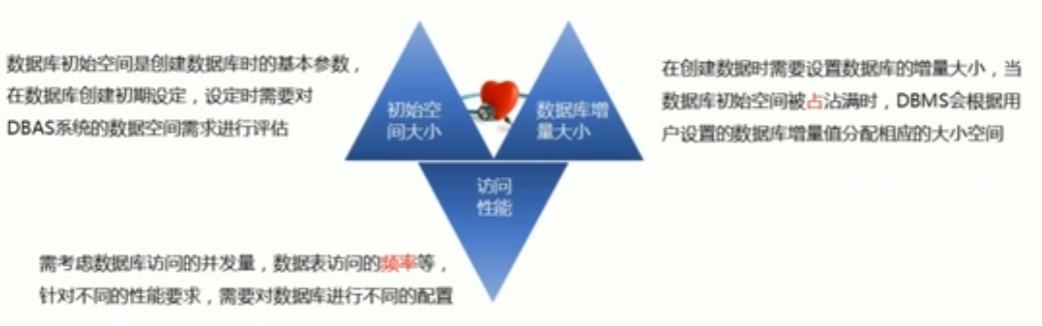 数据库初始空间是创建数据库时的基本参数，
在数据库创建初期设定，设定时需要对
DBAS系统的数据空间需求进行评估
初始空
间大小
数据库增
量大小
在创建数据时需要设置数据库的增量大小，当
数据库初始空间被占沾满时，DBMS会根据用
户设置的数据库增量值分配相应的大小空间
访问
性能
需考虑数据库访问的并发量，数据表访问的频率等，
针对不同的性能要求，需要对数据库进行不同的配置